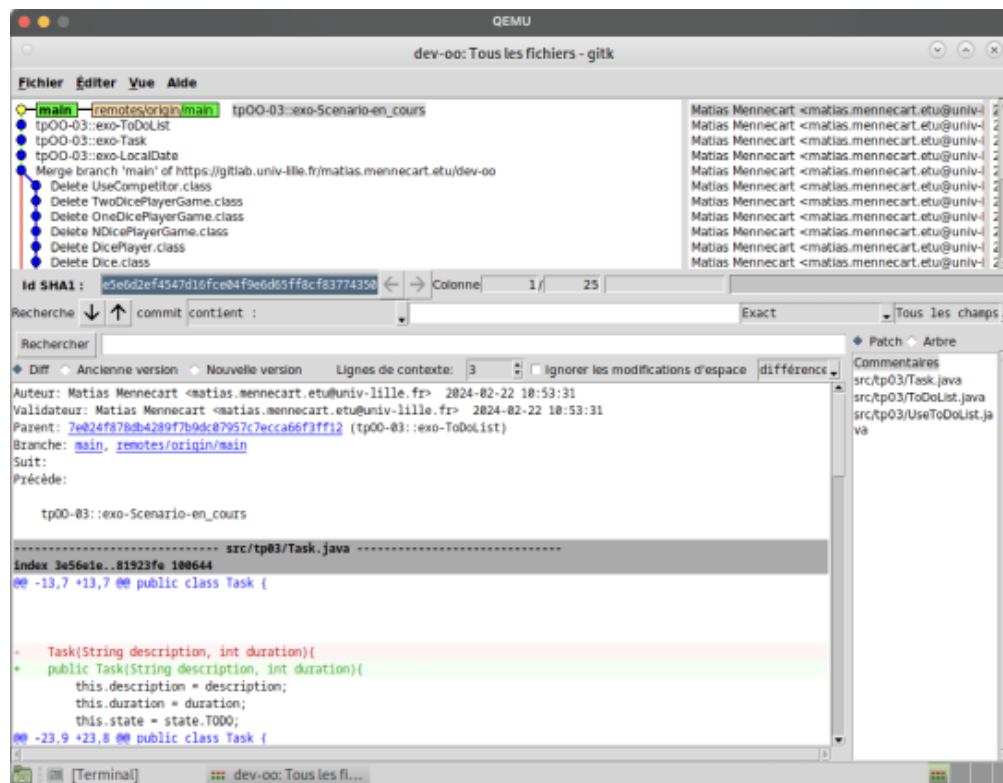 QEMU
dev-oo: Tous les fichiers - gitk
Fichier Éditer Vue Aide
main remotes/origin/main tpOO-03::exo-Scenario-en_cours Matias Mennecart <matias.mennecart.etu@univ-l
tpOO-03::exo-ToDoList Matias Mennecart <matias.mennecart.etu@univ-l
tpOO-03::exo-Task Matias Mennecart <matias.mennecart.etu@univ-l
tpOO-03::exo-LocalDate Matias Mennecart <matias.mennecart.etu@univ-l
Merge branch 'main' of https://gitlab.univ-lille.fr/matias.mennecart.etu/dev-oo Matias Mennecart <matias.mennecart.etu@univ-l
Delete UseCompetitor.class Matias Mennecart <matias.mennecart.etu@univ-l
Delete TwoDicePlayerGame.class Matias Mennecart <matias.mennecart.etu@univ-l
Delete OneDicePlayerGame.class Matias Mennecart <matias.mennecart.etu@univ-l
Delete NDicePlayerGame.class Matias Mennecart <matias.mennecart.etu@univ-l
Delete DicePlayer.class Matias Mennecart <matias.mennecart.etu@univ-l
Delete Dice.class Matias Mennecart <matias.mennecart.etu@univ-l
Id SHA1 : e5e6d2ef4547d16fce04f9e6d65ff8cf83774350 Colonne 1/ 25
Recherche commit contient : Exact Tous les champs
Rechercher
Patch Arbre
Diff Ancienne version Nouvelle version Lignes de contexte: 3 Ignorer les modifications d'espace différence
Commentaires
src/tp03/Task.java
src/tp03/ToDoList.java
src/tp03/UseToDoList.ja
va
Auteur: Matias Mennecart <matias.mennecart.etu@univ-lille.fr> 2024-02-22 10:53:31
Validateur: Matias Mennecart <matias.mennecart.etu@univ-lille.fr> 2024-02-22 10:53:31
Parent: 7e024f878db4289f7b9dc07957c7ecca66f3ff12 (tpOO-03::exo-ToDoList)
Branche: main, remotes/origin/main
Suit:
Précède:
tpOO-03::exo-Scenario-en_cours
------------------------------ src/tp03/Task.java ------------------------------
index 3e56e1e..81923fe 100644
@@ -13,7 +13,7 @@ public class Task {
- Task(String description, int duration){
+ public Task(String description, int duration){
this.description = description;
this.duration = duration;
this.state = state.TODO;
@@ -23,9 +23,8 @@ public class Task {
[Terminal] dev-oo: Tous les fi...